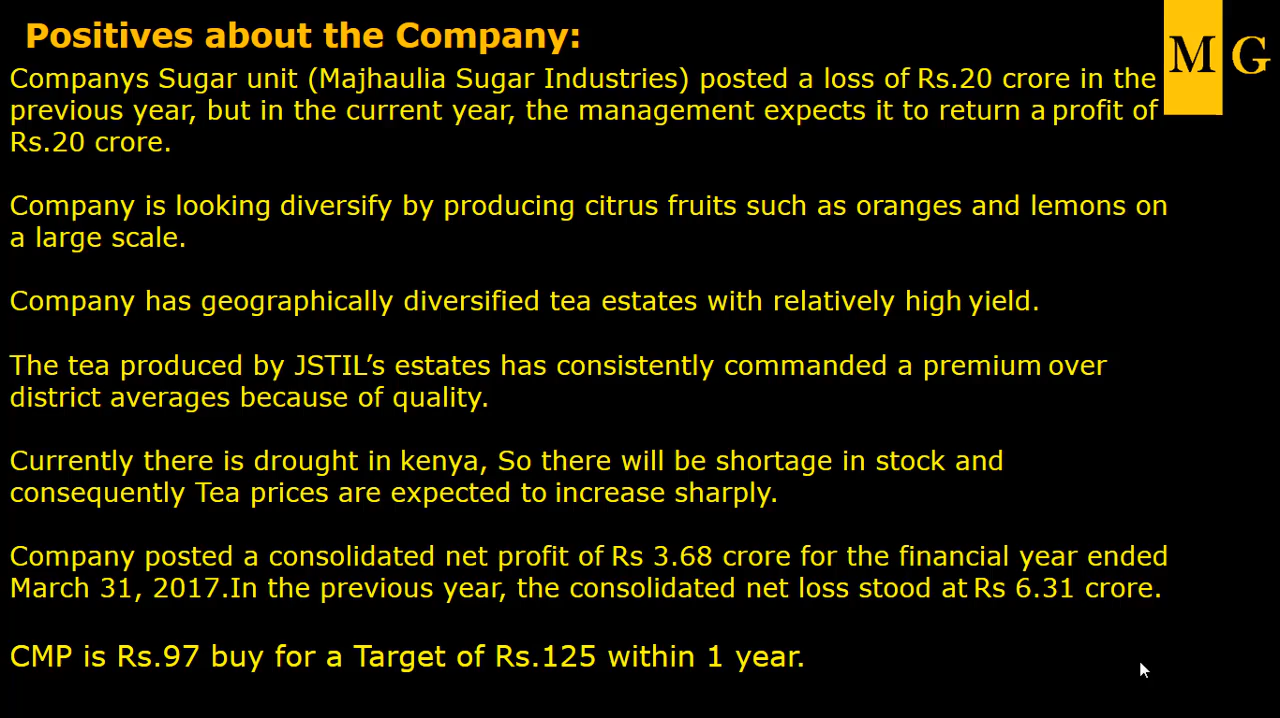 Positives about the Company:
M G
Companys Sugar unit (Majhaulia Sugar Industries) posted a loss of Rs.20 crore in the
previous year, but in the current year, the management expects it to return a profit of
Rs.20 crore.
Company is looking diversify by producing citrus fruits such as oranges and lemons on
a large scale.
Company has geographically diversified tea estates with relatively high yield.
The tea produced by JSTIL’s estates has consistently commanded a premium over
district averages because of quality.
Currently there is drought in kenya, So there will be shortage in stock and
consequently Tea prices are expected to increase sharply.
Company posted a consolidated net profit of Rs 3.68 crore for the financial year ended
March 31, 2017.In the previous year, the consolidated net loss stood at Rs 6.31 crore.
CMP is Rs.97 buy for a Target of Rs.125 within 1 year.